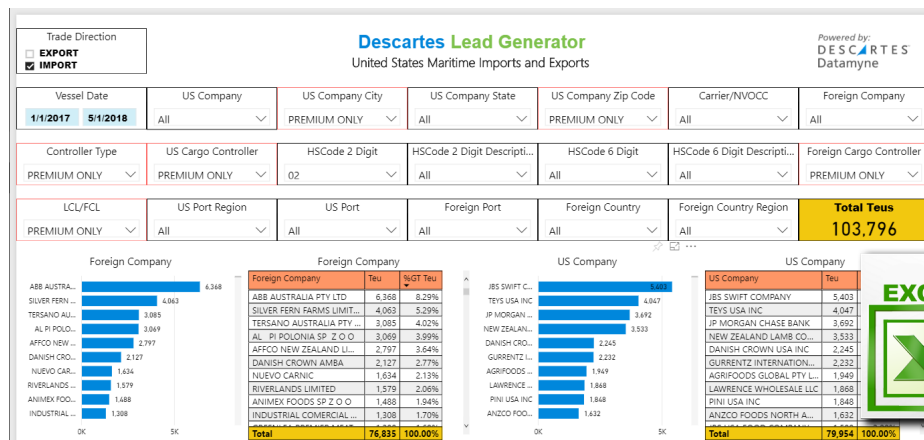 Trade Direction
EXPORT
IMPORT
Descartes Lead Generator
United States Maritime Imports and Exports
Powered by:
DESCARTES
Datamyne
Vessel Date
US Company
US Company City
US Company State
US Company Zip Code
Carrier/NVOCC
Foreign Company
1/1/2017 5/1/2018
All
PREMIUM ONLY
All
PREMIUM ONLY
All
All
Controller Type
US Cargo Controller
HSCode 2 Digit
HSCode 2 Digit Descripti...
HSCode 6 Digit
HSCode 6 Digit Descripti...
Foreign Cargo Controller
PREMIUM ONLY
PREMIUM ONLY
02
All
All
All
PREMIUM ONLY
LCL/FCL
US Port Region
US Port
Foreign Port
Foreign Country
Foreign Country Region
Total Teus
PREMIUM ONLY
All
All
All
All
All
103,796
Foreign Company
ABB AUSTRA... 6,368
SILVER FERN ... 4,063
TERSANO AU... 3,085
AL PI POLO... 3,069
AFFCO NEW ... 2,797
DANISH CRO... 2,127
NUEVO CAR... 1,634
RIVERLANDS ... 1,579
ANIMEX FOO... 1,488
INDUSTRIAL ... 1,308
0K 5K
Foreign Company
Foreign Company Teu %GT Teu
ABB AUSTRALIA PTY LTD 6,368 8.29%
SILVER FERN FARMS LIMIT... 4,063 5.29%
TERSANO AUSTRALIA PTY ... 3,085 4.02%
AL PI POLONIA SP Z O O 3,069 3.99%
AFFCO NEW ZEALAND LI... 2,797 3.64%
DANISH CROWN AMBA 2,127 2.77%
NUEVO CARNIC 1,634 2.13%
RIVERLANDS LIMITED 1,579 2.06%
ANIMEX FOODS SP Z O O 1,488 1.94%
INDUSTRIAL COMERCIAL ... 1,308 1.70%
Total 76,835 100.00%
US Company
JBS SWIFT C... 5,403
TEYS USA INC 4,047
JP MORGAN ... 3,692
NEW ZEALAN... 3,533
DANISH CRO... 2,245
GURRENTZ I... 2,232
AGRIFOODS ... 1,949
LAWRENCE ... 1,868
PINI USA INC 1,848
ANZCO FOO... 1,632
0K 5K
US Company
US Company Teu
JBS SWIFT COMPANY 5,403
TEYS USA INC 4,047
JP MORGAN CHASE BANK 3,692
NEW ZEALAND LAMB CO... 3,533
DANISH CROWN USA INC 2,245
GURRENTZ INTERNATION... 2,232
AGRIFOODS GLOBAL PTY L... 1,949
LAWRENCE WHOLESALE LLC 1,868
PINI USA INC 1,848
ANZCO FOODS NORTH A... 1,632
Total 79,954 100.00%